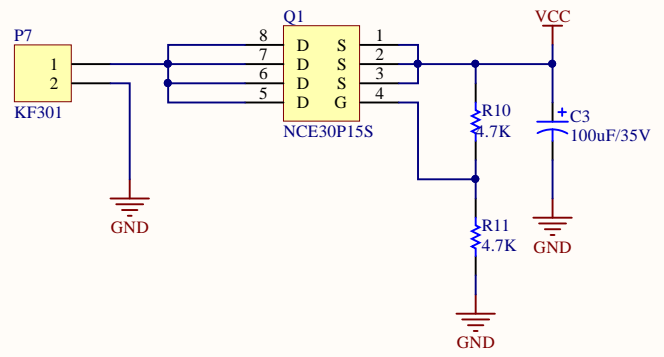 P7
1
2
KF301
GND
Q1
8 D S 1
7 D S 2
6 D S 3
5 D G 4
NCE30P15S
VCC
R10
4.7K
C3
100uF/35V
GND
R11
4.7K
GND